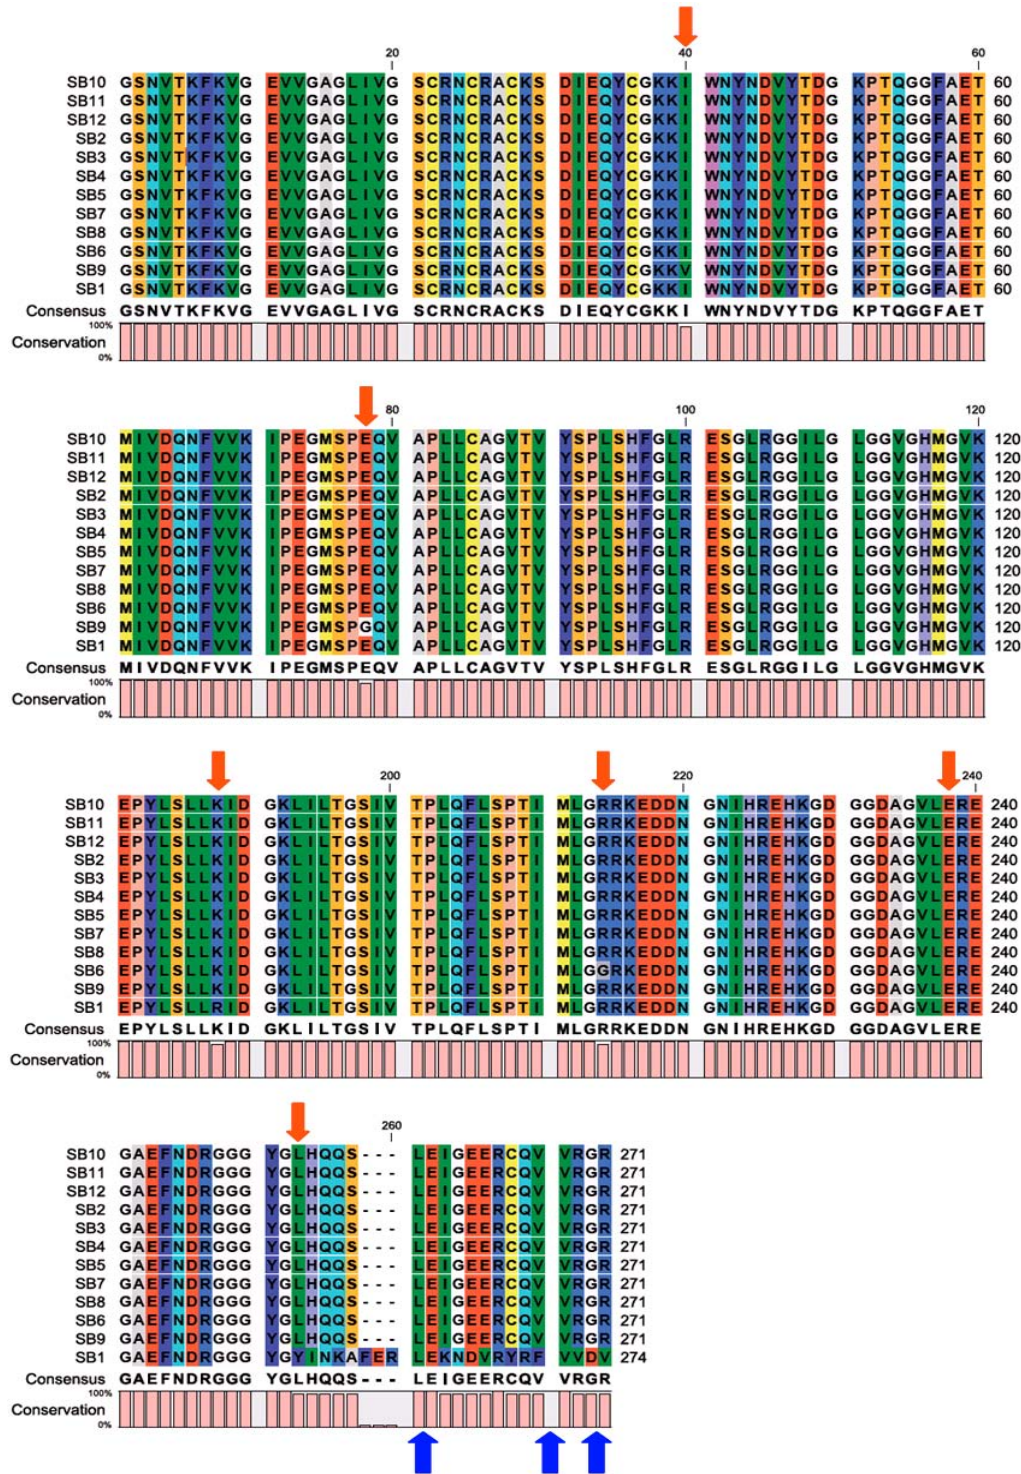 20 40 60
SB10 GSNVTKFKVG EVVGAGLIVG SCRNCRACKS DIEQYCGKKI WNYNDVYTDG KPTQGGFAET 60
SB11 GSNVTKFKVG EVVGAGLIVG SCRNCRACKS DIEQYCGKKI WNYNDVYTDG KPTQGGFAET 60
SB12 GSNVTKFKVG EVVGAGLIVG SCRNCRACKS DIEQYCGKKI WNYNDVYTDG KPTQGGFAET 60
SB2 GSNVTKFKVG EVVGAGLIVG SCRNCRACKS DIEQYCGKKI WNYNDVYTDG KPTQGGFAET 60
SB3 GSNVTKFKVG EVVGAGLIVG SCRNCRACKS DIEQYCGKKI WNYNDVYTDG KPTQGGFAET 60
SB4 GSNVTKFKVG EVVGAGLIVG SCRNCRACKS DIEQYCGKKI WNYNDVYTDG KPTQGGFAET 60
SB5 GSNVTKFKVG EVVGAGLIVG SCRNCRACKS DIEQYCGKKI WNYNDVYTDG KPTQGGFAET 60
SB7 GSNVTKFKVG EVVGAGLIVG SCRNCRACKS DIEQYCGKKI WNYNDVYTDG KPTQGGFAET 60
SB8 GSNVTKFKVG EVVGAGLIVG SCRNCRACKS DIEQYCGKKI WNYNDVYTDG KPTQGGFAET 60
SB6 GSNVTKFKVG EVVGAGLIVG SCRNCRACKS DIEQYCGKKI WNYNDVYTDG KPTQGGFAET 60
SB9 GSNVTKFKVG EVVGAGLIVG SCRNCRACKS DIEQYCGKKV WNYNDVYTDG KPTQGGFAET 60
SB1 GSNVTKFKVG EVVGAGLIVG SCRNCRACKS DIEQYCGKKI WNYNDVYTDG KPTQGGFAET 60
Consensus GSNVTKFKVG EVVGAGLIVG SCRNCRACKS DIEQYCGKKI WNYNDVYTDG KPTQGGFAET
100%
Conservation
0%
80 100 120
SB10 MIVDQNFVVK IPEGMSPEQV APLLCAGVTV YSPLSHFGLR ESGLRGGILG LGGVGHMGVK 120
SB11 MIVDQNFVVK IPEGMSPEQV APLLCAGVTV YSPLSHFGLR ESGLRGGILG LGGVGHMGVK 120
SB12 MIVDQNFVVK IPEGMSPEQV APLLCAGVTV YSPLSHFGLR ESGLRGGILG LGGVGHMGVK 120
SB2 MIVDQNFVVK IPEGMSPEQV APLLCAGVTV YSPLSHFGLR ESGLRGGILG LGGVGHMGVK 120
SB3 MIVDQNFVVK IPEGMSPEQV APLLCAGVTV YSPLSHFGLR ESGLRGGILG LGGVGHMGVK 120
SB4 MIVDQNFVVK IPEGMSPEQV APLLCAGVTV YSPLSHFGLR ESGLRGGILG LGGVGHMGVK 120
SB5 MIVDQNFVVK IPEGMSPEQV APLLCAGVTV YSPLSHFGLR ESGLRGGILG LGGVGHMGVK 120
SB7 MIVDQNFVVK IPEGMSPEQV APLLCAGVTV YSPLSHFGLR ESGLRGGILG LGGVGHMGVK 120
SB8 MIVDQNFVVK IPEGMSPEQV APLLCAGVTV YSPLSHFGLR ESGLRGGILG LGGVGHMGVK 120
SB6 MIVDQNFVVK IPEGMSPEQV APLLCAGVTV YSPLSHFGLR ESGLRGGILG LGGVGHMGVK 120
SB9 MIVDQNFVVK IPEGMSPGQV APLLCAGVTV YSPLSHFGLR ESGLRGGILG LGGVGHMGVK 120
SB1 MIVDQNFVVK IPEGMSPEQV APLLCAGVTV YSPLSHFGLR ESGLRGGILG LGGVGHMGVK 120
Consensus MIVDQNFVVK IPEGMSPEQV APLLCAGVTV YSPLSHFGLR ESGLRGGILG LGGVGHMGVK
100%
Conservation
0%
200 220 240
SB10 EPYLSLLKID GKLILTGSIV TPLQFLSPTI MLGRRKEDDN GNIHREHKGD GGDAGVLERE 240
SB11 EPYLSLLKID GKLILTGSIV TPLQFLSPTI MLGRRKEDDN GNIHREHKGD GGDAGVLERE 240
SB12 EPYLSLLKID GKLILTGSIV TPLQFLSPTI MLGRRKEDDN GNIHREHKGD GGDAGVLERE 240
SB2 EPYLSLLKID GKLILTGSIV TPLQFLSPTI MLGRRKEDDN GNIHREHKGD GGDAGVLERE 240
SB3 EPYLSLLKID GKLILTGSIV TPLQFLSPTI MLGRRKEDDN GNIHREHKGD GGDAGVLERE 240
SB4 EPYLSLLKID GKLILTGSIV TPLQFLSPTI MLGRRKEDDN GNIHREHKGD GGDAGVLERE 240
SB5 EPYLSLLKID GKLILTGSIV TPLQFLSPTI MLGRRKEDDN GNIHREHKGD GGDAGVLERE 240
SB7 EPYLSLLKID GKLILTGSIV TPLQFLSPTI MLGRRKEDDN GNIHREHKGD GGDAGVLERE 240
SB8 EPYLSLLKID GKLILTGSIV TPLQFLSPTI MLGRRKEDDN GNIHREHKGD GGDAGVLERE 240
SB6 EPYLSLLKID GKLILTGSIV TPLQFLSPTI MLGGRKEDDN GNIHREHKGD GGDAGVLERE 240
SB9 EPYLSLLKID GKLILTGSIV TPLQFLSPTI MLGRRKEDDN GNIHREHKGD GGDAGVLERE 240
SB1 EPYLSLLRID GKLILTGSIV TPLQFLSPTI MLGRRKEDDN GNIHREHKGD GGDAGVLERE 240
Consensus EPYLSLLKID GKLILTGSIV TPLQFLSPTI MLGRRKEDDN GNIHREHKGD GGDAGVLERE
100%
Conservation
0%
260
SB10 GAEFNDRGGG YGLHQQS--- LEIGEERCQV VRGR 271
SB11 GAEFNDRGGG YGLHQQS--- LEIGEERCQV VRGR 271
SB12 GAEFNDRGGG YGLHQQS--- LEIGEERCQV VRGR 271
SB2 GAEFNDRGGG YGLHQQS--- LEIGEERCQV VRGR 271
SB3 GAEFNDRGGG YGLHQQS--- LEIGEERCQV VRGR 271
SB4 GAEFNDRGGG YGLHQQS--- LEIGEERCQV VRGR 271
SB5 GAEFNDRGGG YGLHQQS--- LEIGEERCQV VRGR 271
SB7 GAEFNDRGGG YGLHQQS--- LEIGEERCQV VRGR 271
SB8 GAEFNDRGGG YGLHQQS--- LEIGEERCQV VRGR 271
SB6 GAEFNDRGGG YGLHQQS--- LEIGEERCQV VRGR 271
SB9 GAEFNDRGGG YGLHQQS--- LEIGEERCQV VRGR 271
SB1 GAEFNDRGGG YGYINKAFER LEKNDVRYRF VVDV 274
Consensus GAEFNDRGGG YGLHQQS--- LEIGEERCQV VRGR
100%
Conservation
0%